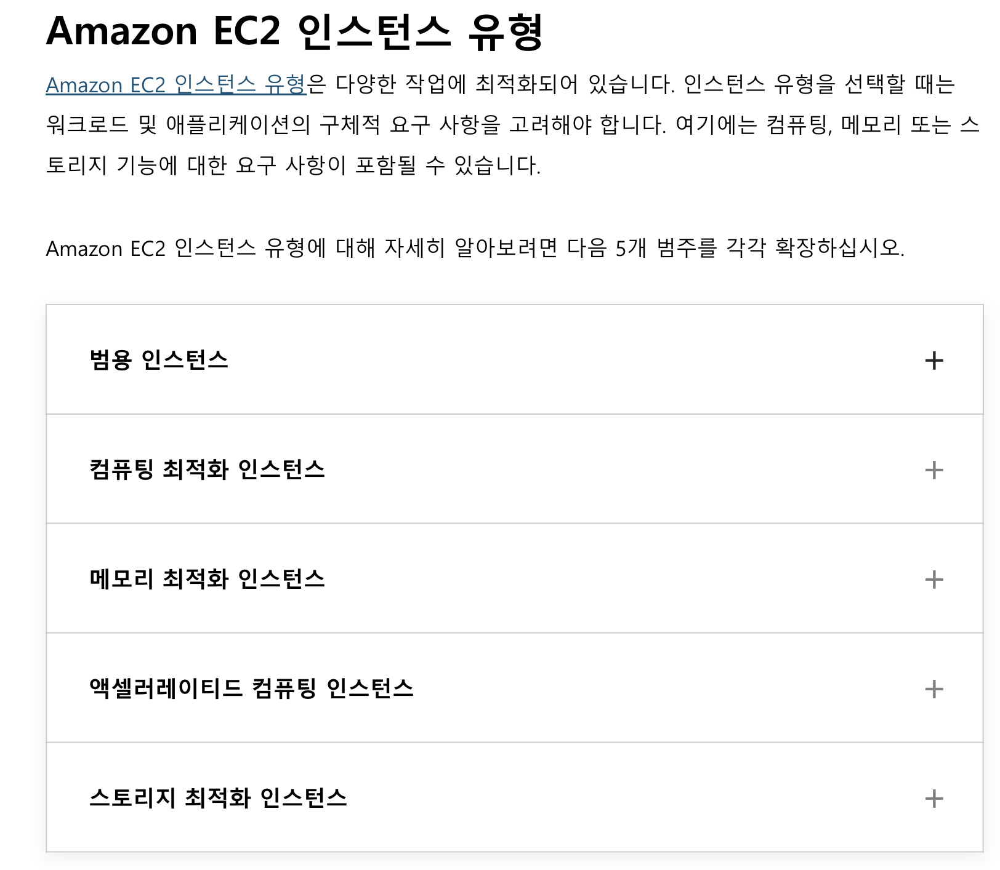 Amazon EC2 인스턴스 유형
Amazon EC2 인스턴스 유형은 다양한 작업에 최적화되어 있습니다. 인스턴스 유형을 선택할 때는
워크로드 및 애플리케이션의 구체적 요구 사항을 고려해야 합니다. 여기에는 컴퓨팅, 메모리 또는 스
토리지 기능에 대한 요구 사항이 포함될 수 있습니다.
Amazon EC2 인스턴스 유형에 대해 자세히 알아보려면 다음 5개 범주를 각각 확장하십시오.
범용 인스턴스
컴퓨팅 최적화 인스턴스
메모리 최적화 인스턴스
액셀러레이티드 컴퓨팅 인스턴스
스토리지 최적화 인스턴스